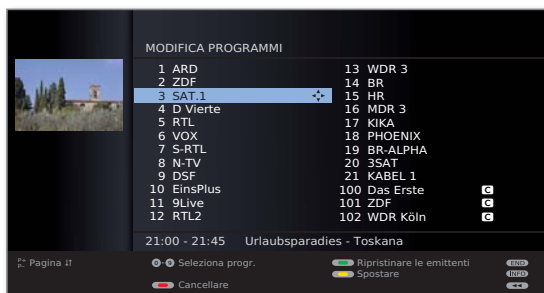 MODIFICA PROGRAMMI
1 ARD
2 ZDF
3 SAT.1
4 D Vierte
5 RTL
6 VOX
7 S-RTL
8 N-TV
9 DSF
10 EinsPlus
11 9Live
12 RTL2
13 WDR 3
14 BR
15 HR
16 MDR 3
17 KIKA
18 PHOENIX
19 BR-ALPHA
20 3SAT
21 KABEL 1
100 Das Erste C
101 ZDF C
102 WDR Köln C
21:00 - 21:45 Urlaubsparadies - Toskana
P+ P- Pagina ↓↑
0-9 Seleziona progr.
Cancellare
Ripristinare le emittenti
Spostare
END
INFO